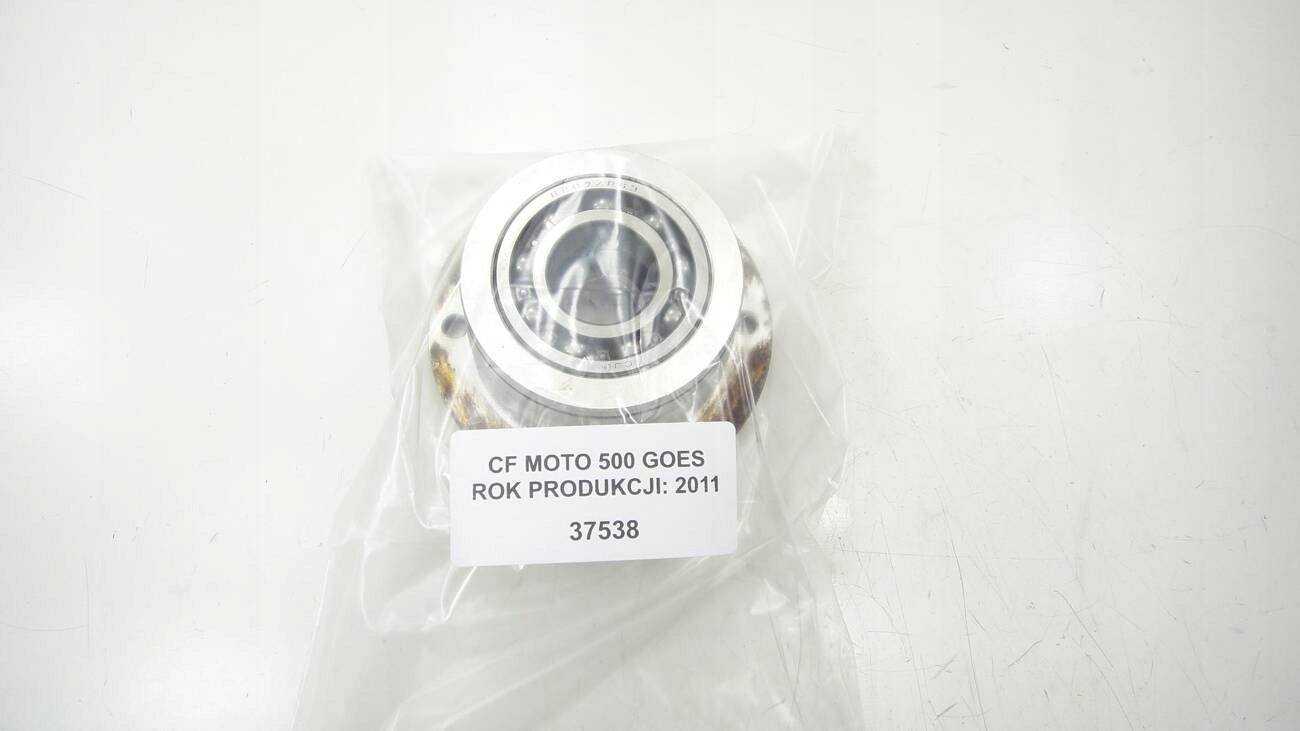 CF MOTO 500 GOES
ROK PRODUKCJI: 2011
37538